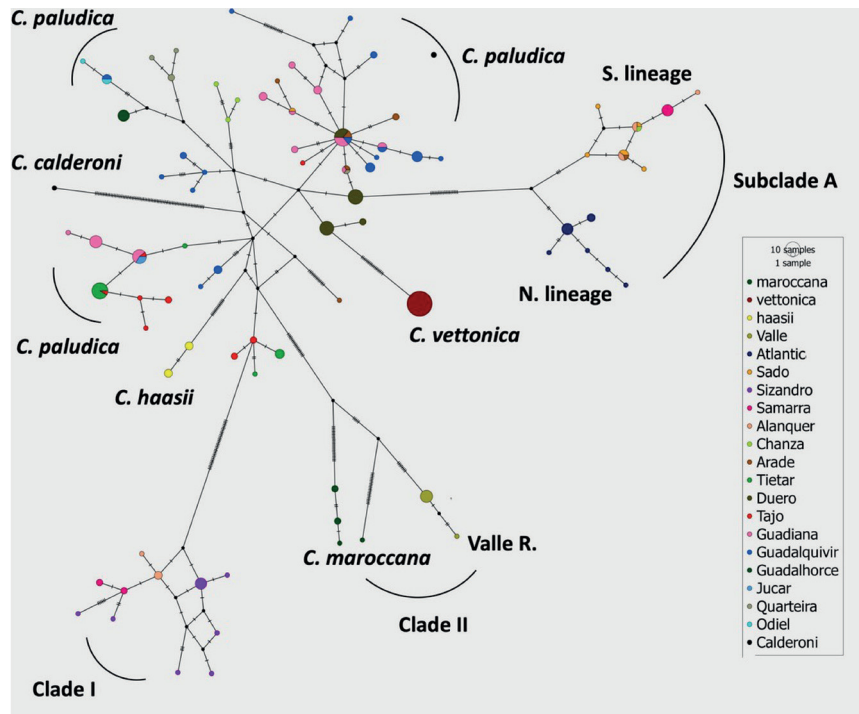 C. paludica
C. paludica
S. lineage
C. calderoni
Subclade A
N. lineage
C. vettonica
C. paludica
C. haasii
C. maroccana
Valle R.
Clade II
Clade I
10 samples
1 sample
maroccana
vettonica
haasii
Valle
Atlantic
Sado
Sizandro
Samarra
Alanquer
Chanza
Arade
Tietar
Duero
Tajo
Guadiana
Guadalquivir
Guadalhorce
Jucar
Quarteira
Odiel
Calderoni